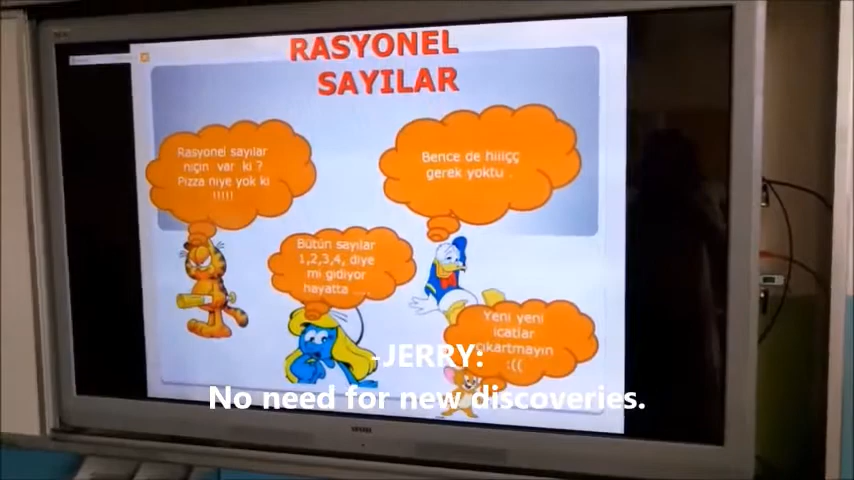 RASYONEL
SAYILAR
Rasyonel sayılar
niçin var ki ?
Pizza niye yok ki
!!!!!
Bence de hiiiçç
gerek yoktu .
Bütün sayılar
1,2,3,4, diye
mi gidiyor
hayatta ....
Yeni yeni
icatlar
çıkartmayın
:((
-JERRY:
No need for new discoveries.